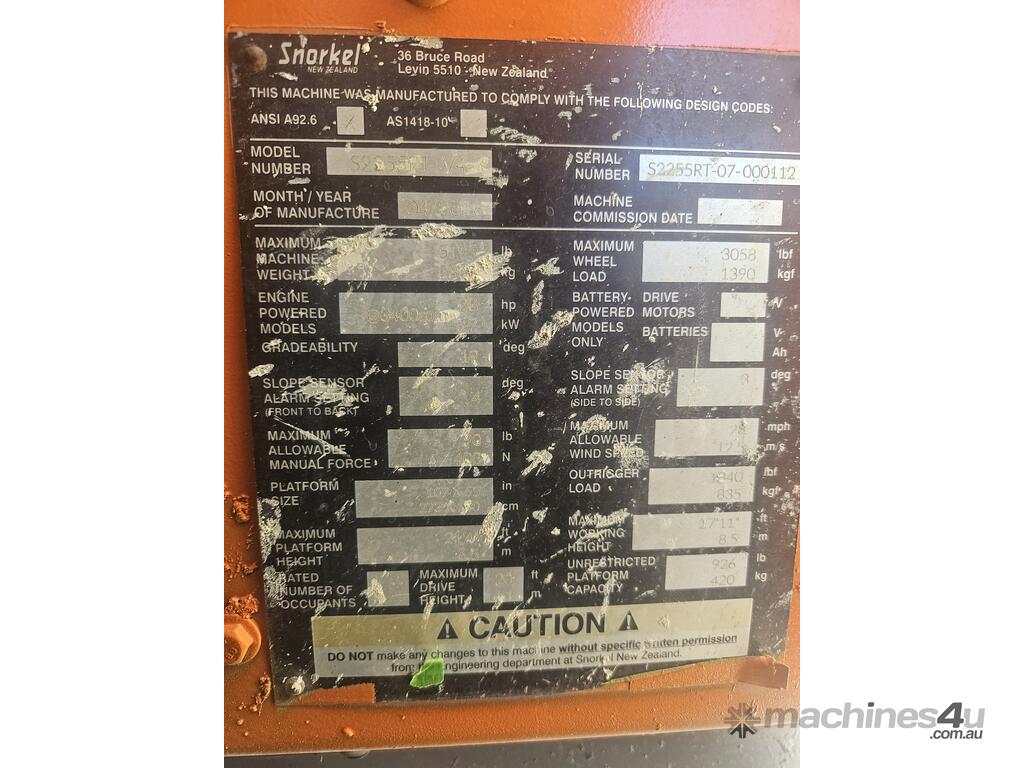 Snorkel
NEW ZEALAND
36 Bruce Road
Levin 5510 - New Zealand
THIS MACHINE WAS MANUFACTURED TO COMPLY WITH THE FOLLOWING DESIGN CODES:
ANSI A92.6 AS1418-10
MODEL
NUMBER
SERIAL
NUMBER S2255RT-07-000112
MONTH / YEAR
OF MANUFACTURE
MACHINE
COMMISSION DATE
MAXIMUM
MACHINE
WEIGHT
lb
kg
MAXIMUM
WHEEL
LOAD
3058 lbf
1390 kgf
ENGINE
POWERED
MODELS
hp
kW
BATTERY-
POWERED
MODELS
ONLY
DRIVE
MOTORS
V
BATTERIES
V
Ah
GRADEABILITY deg
SLOPE SENSOR
ALARM SETTING
(FRONT TO BACK)
4 deg
SLOPE SENSOR
ALARM SETTING
(SIDE TO SIDE)
deg
MAXIMUM
ALLOWABLE
MANUAL FORCE
lb
N
MAXIMUM
ALLOWABLE
WIND SPEED
28 mph
12.5 m/s
PLATFORM
SIZE
in
cm
OUTRIGGER
LOAD
1840 lbf
835 kgf
MAXIMUM
PLATFORM
HEIGHT
ft
m
MAXIMUM
WORKING
HEIGHT
ft
8.5 m
RATED
NUMBER OF
OCCUPANTS
MAXIMUM
DRIVE
HEIGHT
ft
m
UNRESTRICTED
PLATFORM
CAPACITY
926 lb
420 kg
⚠ CAUTION ⚠
DO NOT make any changes to this machine without specific written permission
from the engineering department at Snorkel New Zealand.
machines4u
.com.au